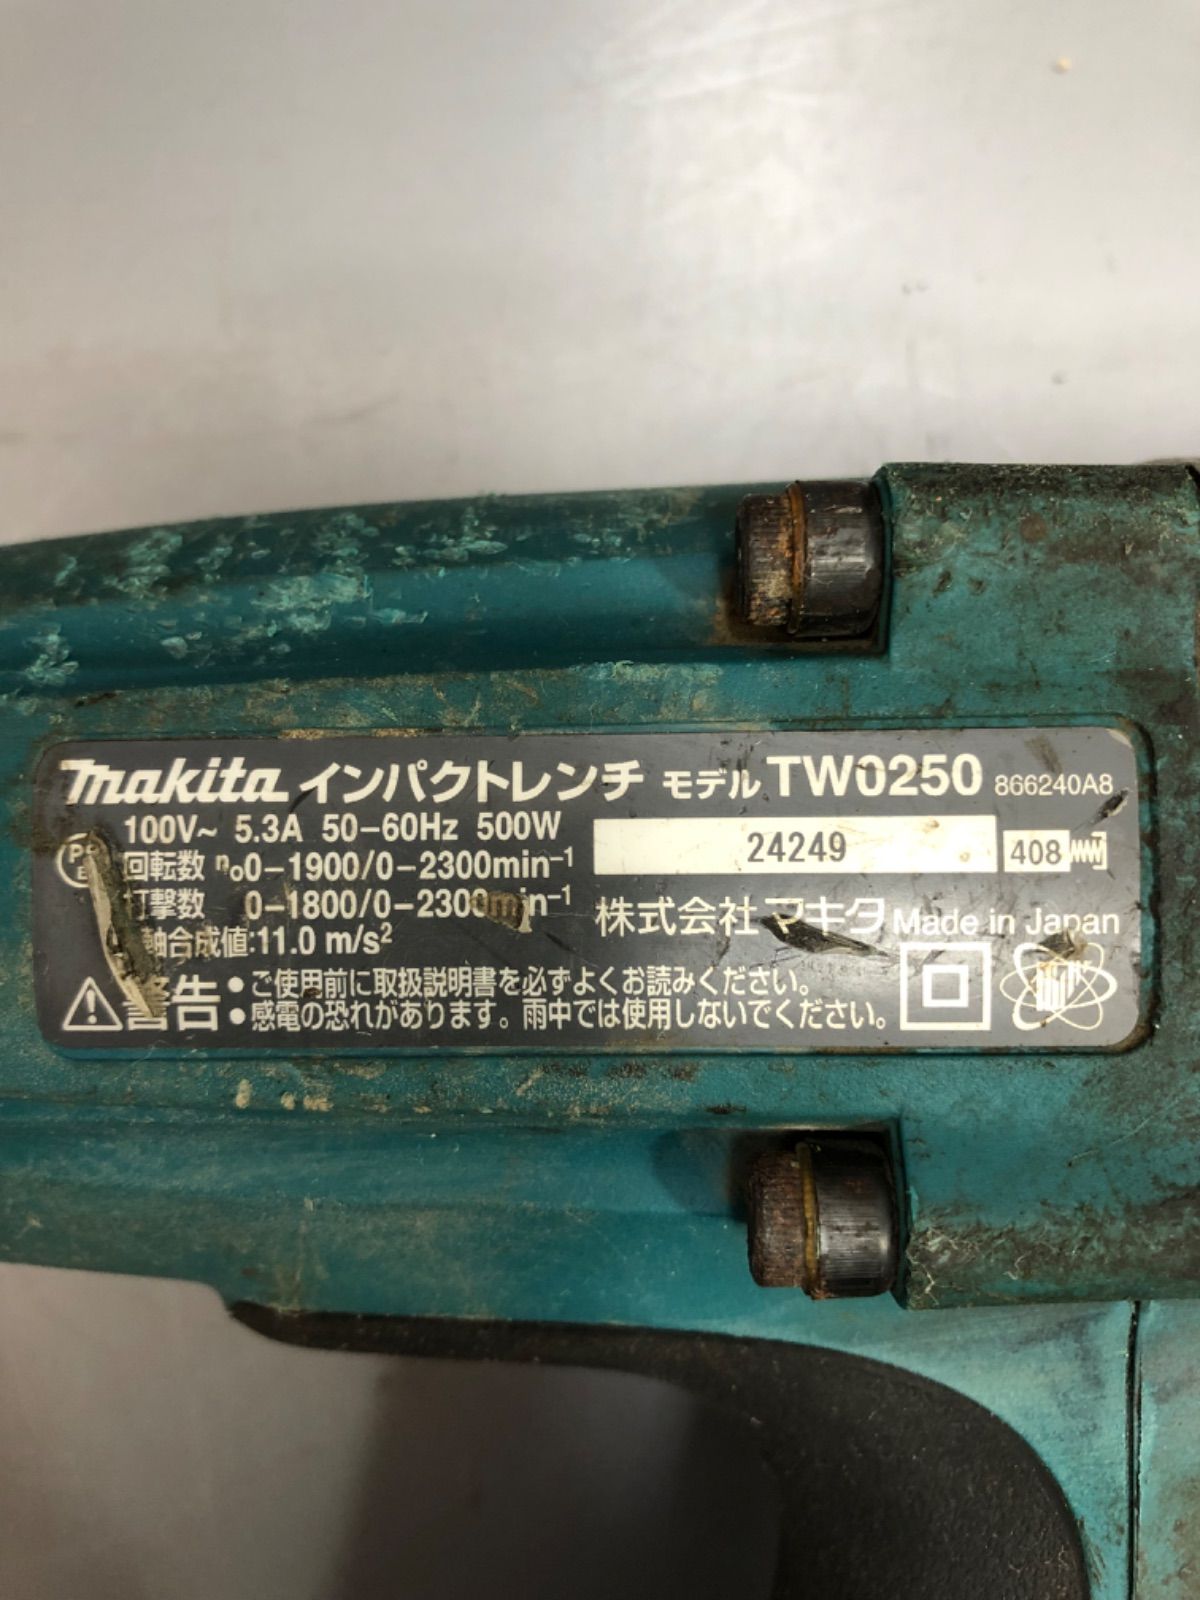 makita インパクトレンチ モデル TW0250 866240A8
100V~ 5.3A 50-60Hz 500W
回転数 no0-1900/0-2300min-1
打撃数 0-1800/0-2300min-1
軸合成値:11.0 m/s2
24249 408
株式会社マキタ Made in Japan
警告
:ご使用前に取扱説明書を必ずよくお読みください。
:感電の恐れがあります。雨中では使用しないでください。